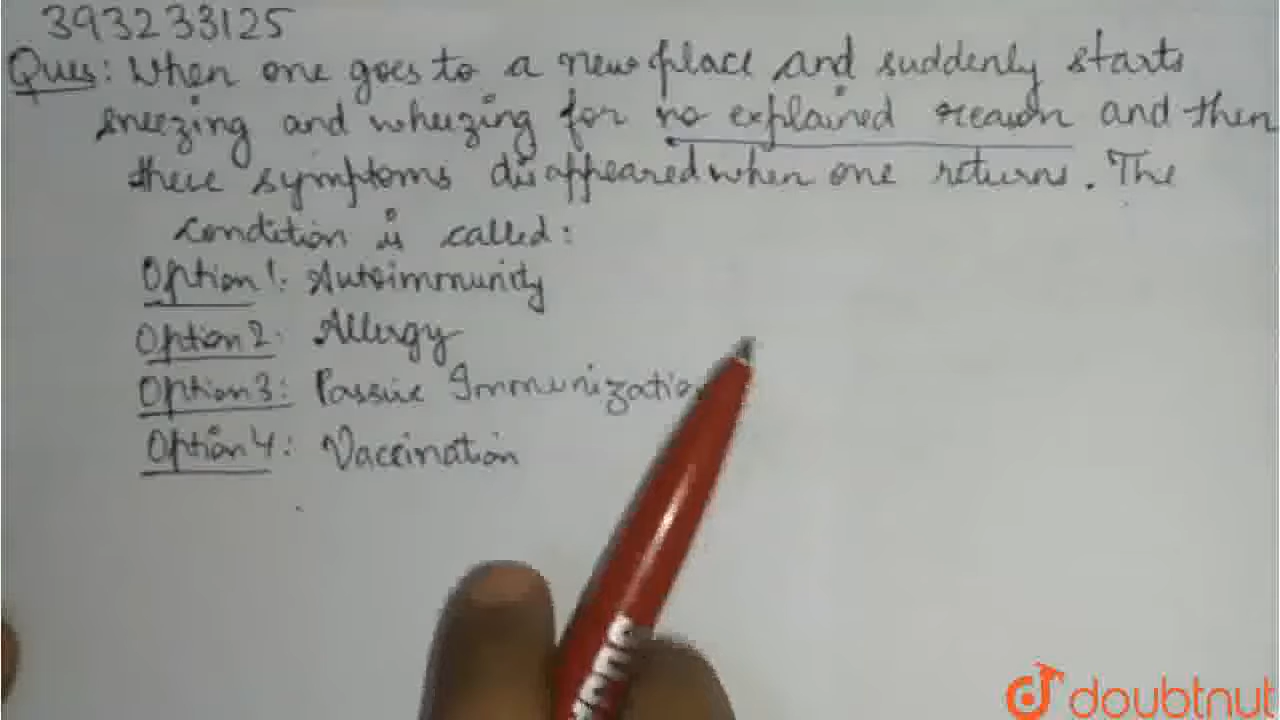 393233125
Ques: When one goes to a new place and suddenly starts
sneezing and wheezing for no explained reason and then
these symptoms disappeared when one returns. The
condition is called:
Option 1: Autoimmunity
Option 2: Allergy
Option 3: Passive Immunization
Option 4: Vaccination
doubtnut